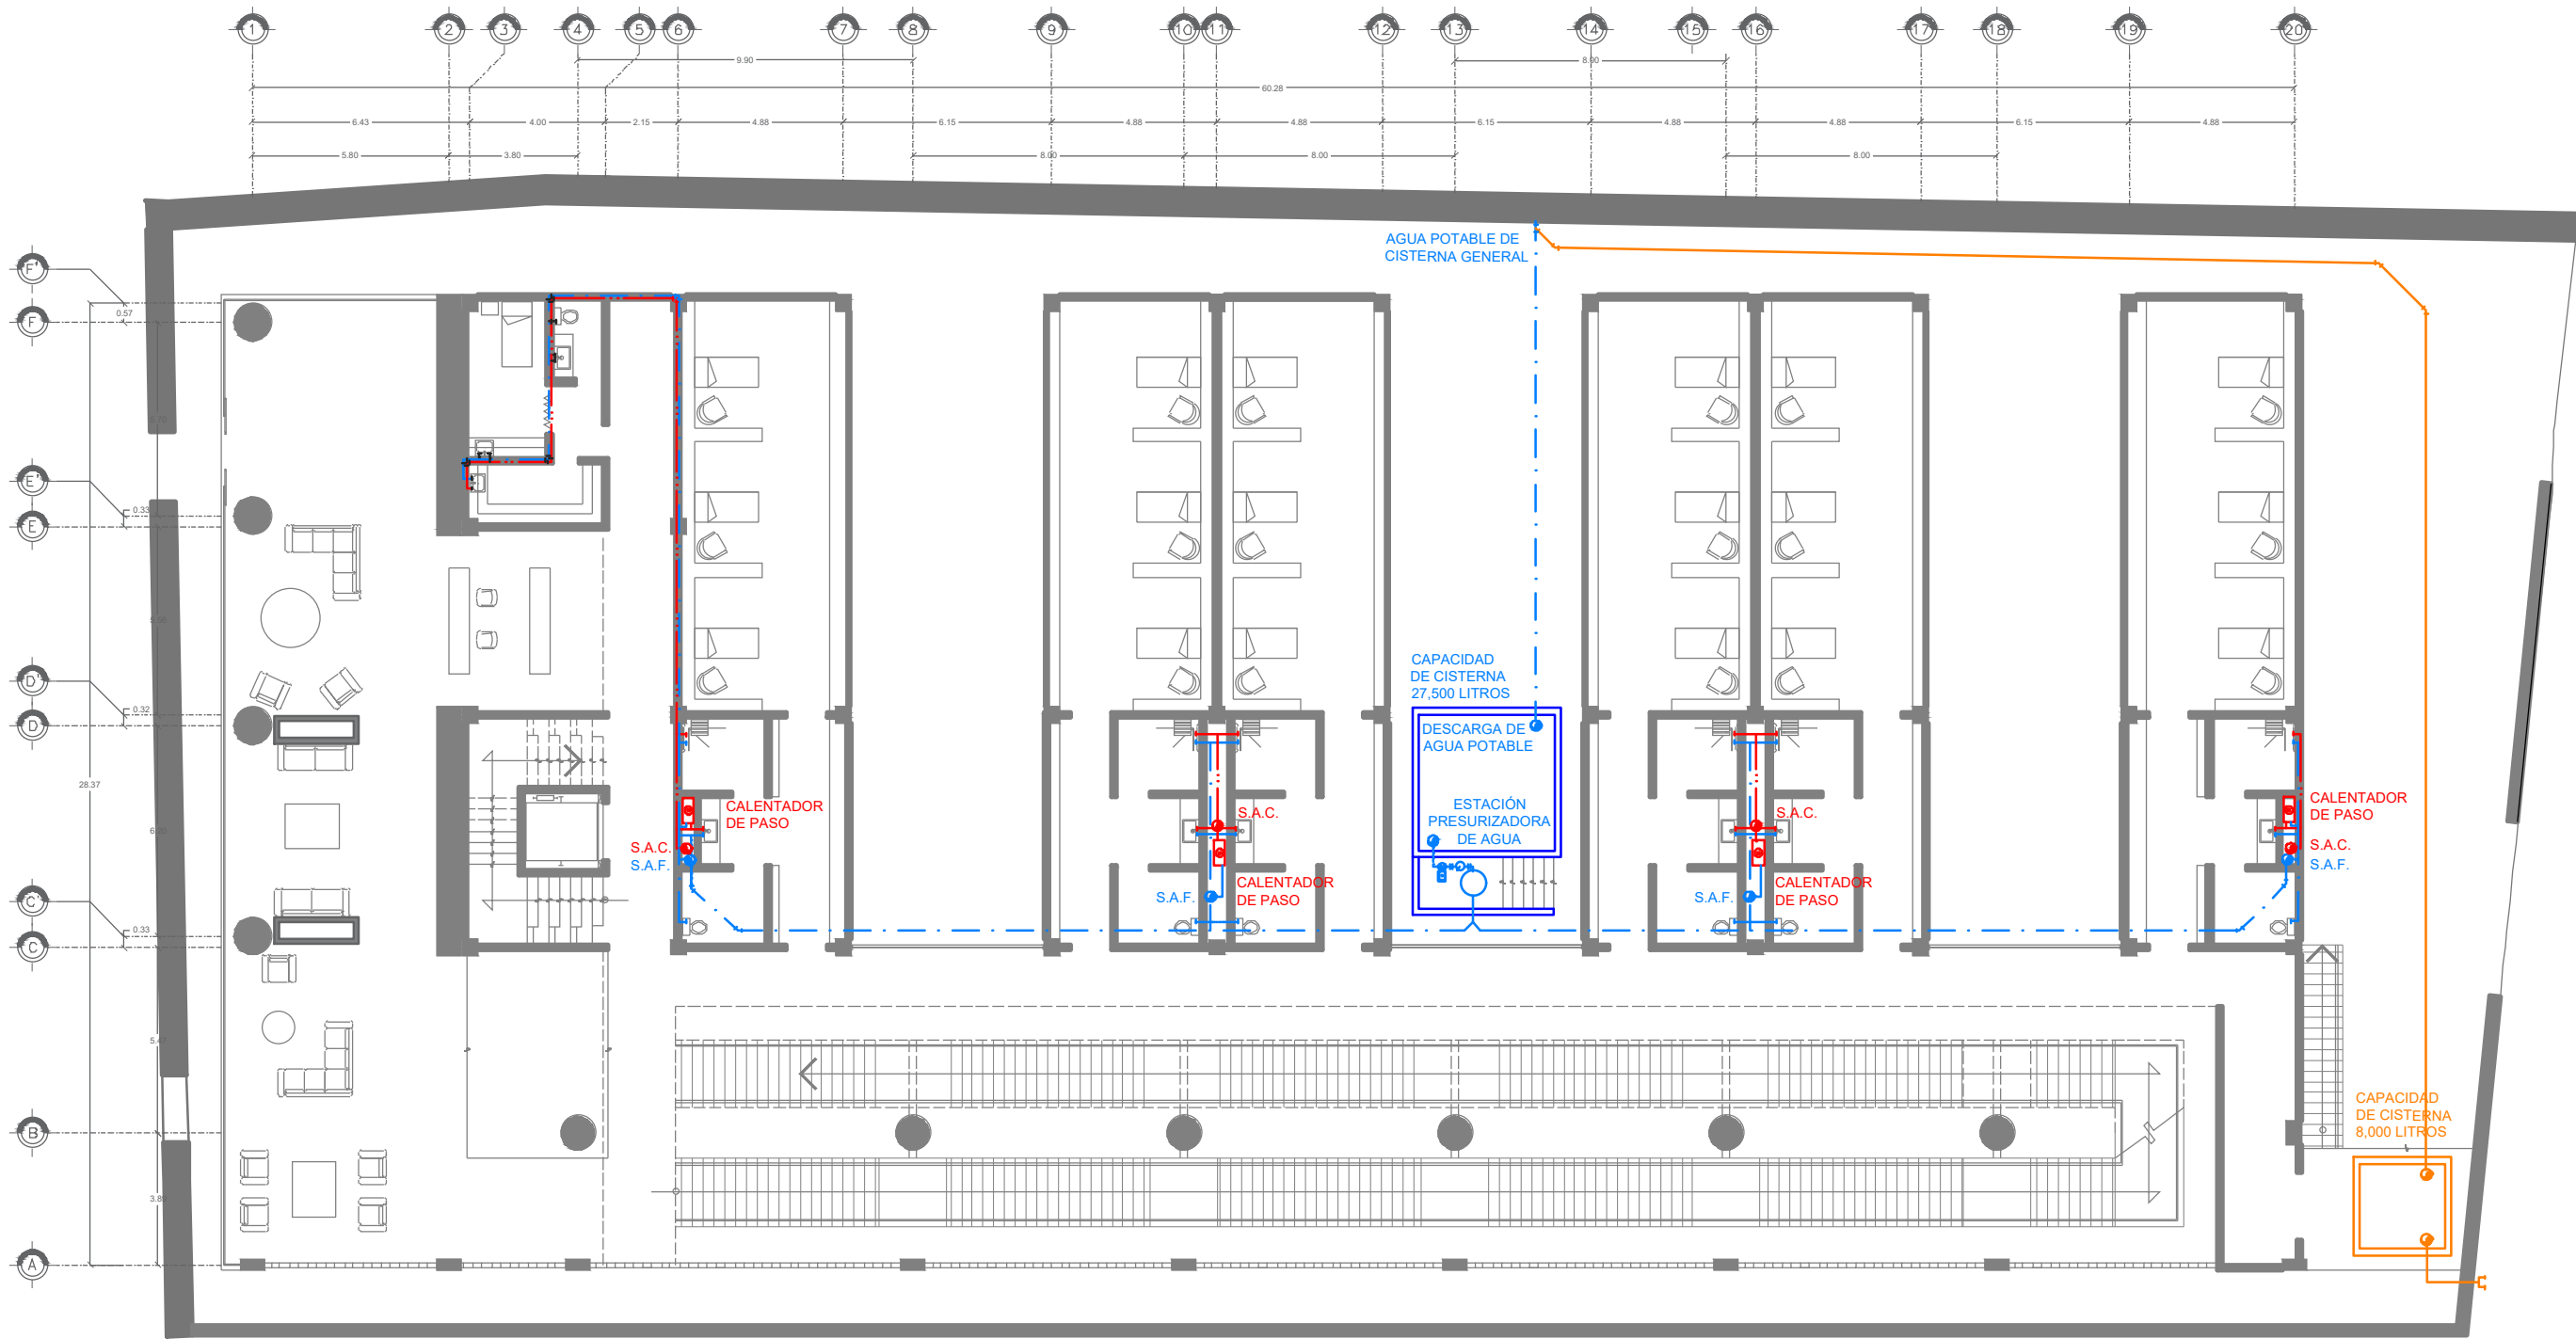 1 2 3 4 5 6 7 8 9 10 11 12 13 14 15 16 17 18 19 20
9.90 8.00
60.28
6.43 4.00 2.15 4.88 6.15 4.88 4.88 6.15 4.88 4.88 6.15 4.88
5.80 3.80 8.00 8.00 8.00
AGUA POTABLE DE
CISTERNA GENERAL
F'
0.57
F
5.70
E'
0.33
E
D'
0.32
D
CAPACIDAD
DE CISTERNA
27,500 LITROS
DESCARGA DE
AGUA POTABLE
28.37
CALENTADOR
DE PASO
S.A.C.
S.A.F.
S.A.C.
S.A.F.
CALENTADOR
DE PASO
ESTACIÓN
PRESURIZADORA
DE AGUA
S.A.C.
S.A.F.
CALENTADOR
DE PASO
CALENTADOR
DE PASO
S.A.C.
S.A.F.
C'
0.33
C
5.47
B
CAPACIDAD
DE CISTERNA
8,000 LITROS
A